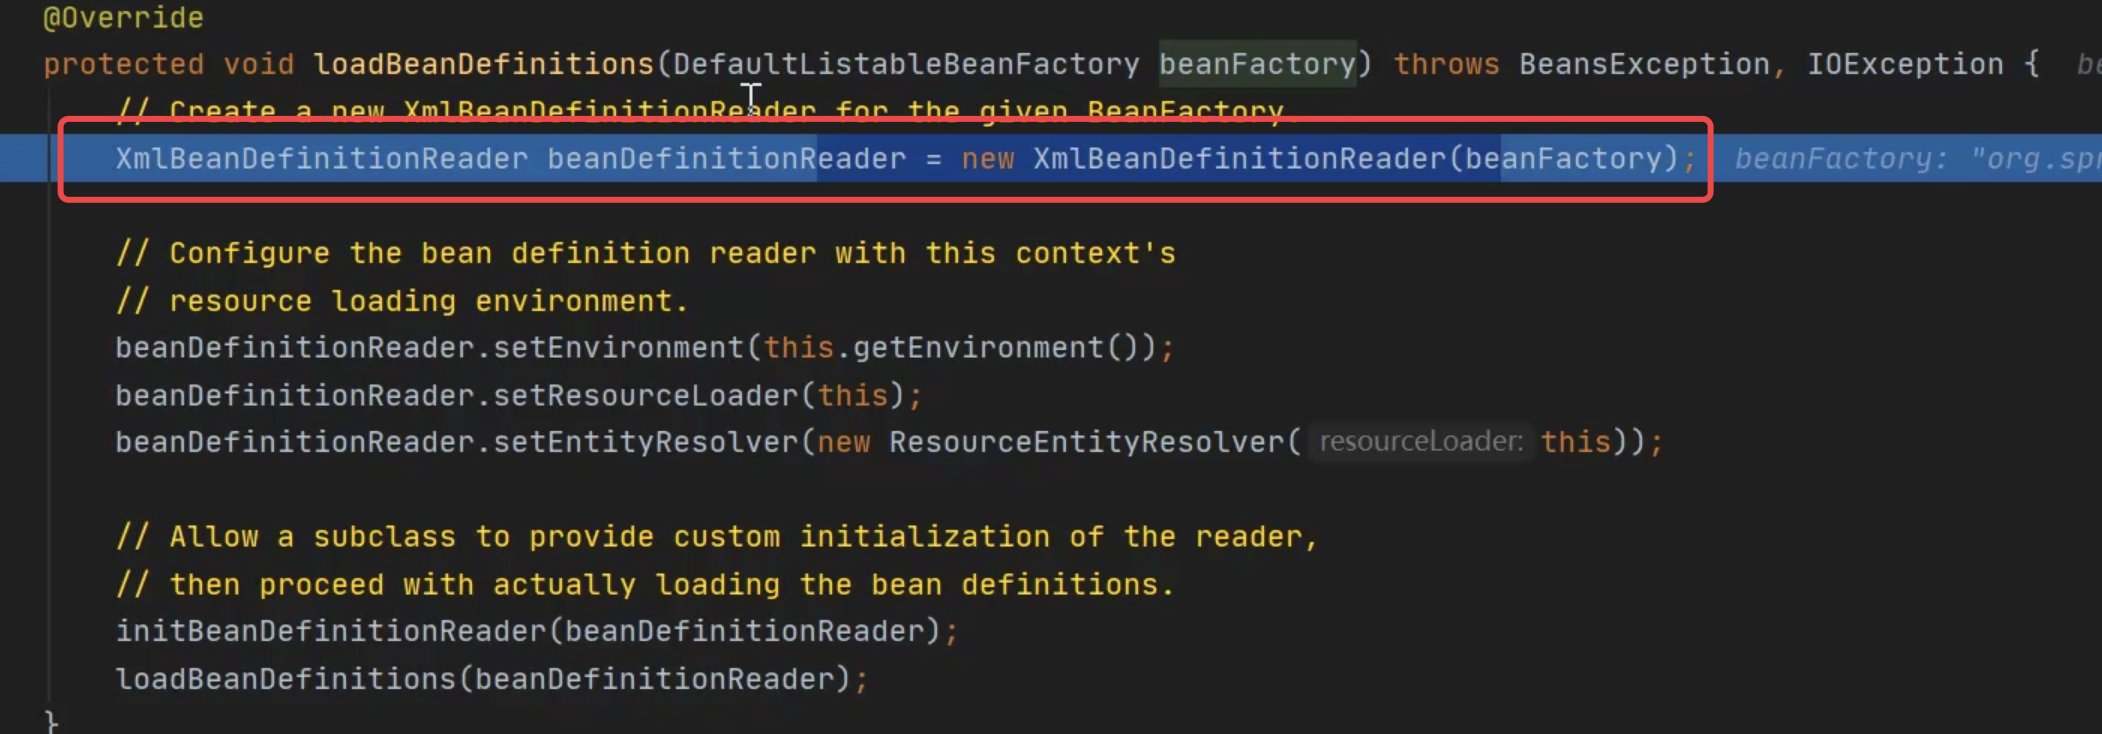 @Override
protected void loadBeanDefinitions(DefaultListableBeanFactory beanFactory) throws BeansException, IOException { be
// Create a new XmlBeanDefinitionReader for the given BeanFactory.
XmlBeanDefinitionReader beanDefinitionReader = new XmlBeanDefinitionReader(beanFactory); beanFactory: "org.spr
// Configure the bean definition reader with this context's
// resource loading environment.
beanDefinitionReader.setEnvironment(this.getEnvironment());
beanDefinitionReader.setResourceLoader(this);
beanDefinitionReader.setEntityResolver(new ResourceEntityResolver( resourceLoader: this));
// Allow a subclass to provide custom initialization of the reader,
// then proceed with actually loading the bean definitions.
initBeanDefinitionReader(beanDefinitionReader);
loadBeanDefinitions(beanDefinitionReader);
}